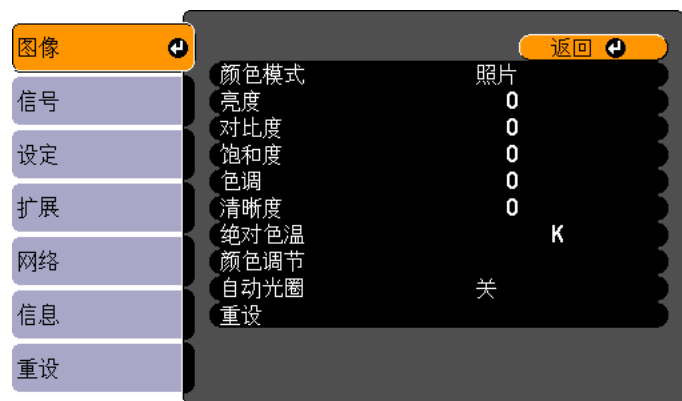 图像
信号
设定
扩展
网络
信息
重设
返回
颜色模式 照片
亮度 0
对比度 0
饱和度 0
色调 0
清晰度 0
绝对色温 K
颜色调节
自动光圈 关
重设